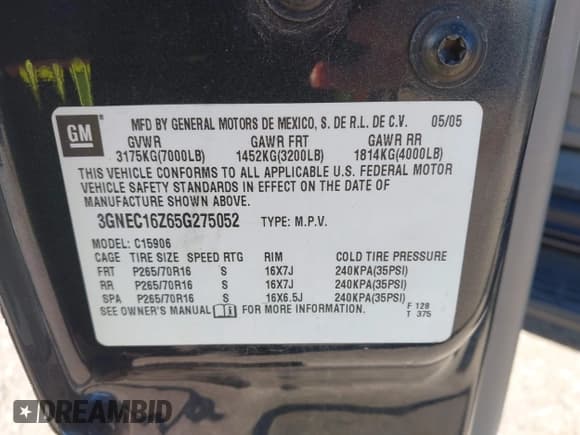 GM
MFD BY GENERAL MOTORS DE MEXICO, S. DE R.L. DE C.V. 05/05
GVWR GAWR FRT GAWR RR
3175KG(7000LB) 1452KG(3200LB) 1814KG(4000LB)
THIS VEHICLE CONFORMS TO ALL APPLICABLE U.S. FEDERAL MOTOR
VEHICLE SAFETY STANDARDS IN EFFECT ON THE DATE OF
MANUFACTURE SHOWN ABOVE.
3GNEC16Z65G275052 TYPE: M.P.V.
MODEL: C15906
CAGE TIRE SIZE SPEED RTG RIM COLD TIRE PRESSURE
FRT P265/70R16 S 16X7J 240KPA(35PSI)
RR P265/70R16 S 16X7J 240KPA(35PSI)
SPA P265/70R16 S 16X6.5J 240KPA(35PSI)
SEE OWNER'S MANUAL FOR MORE INFORMATION.
F 128
T 375
DREAMBID